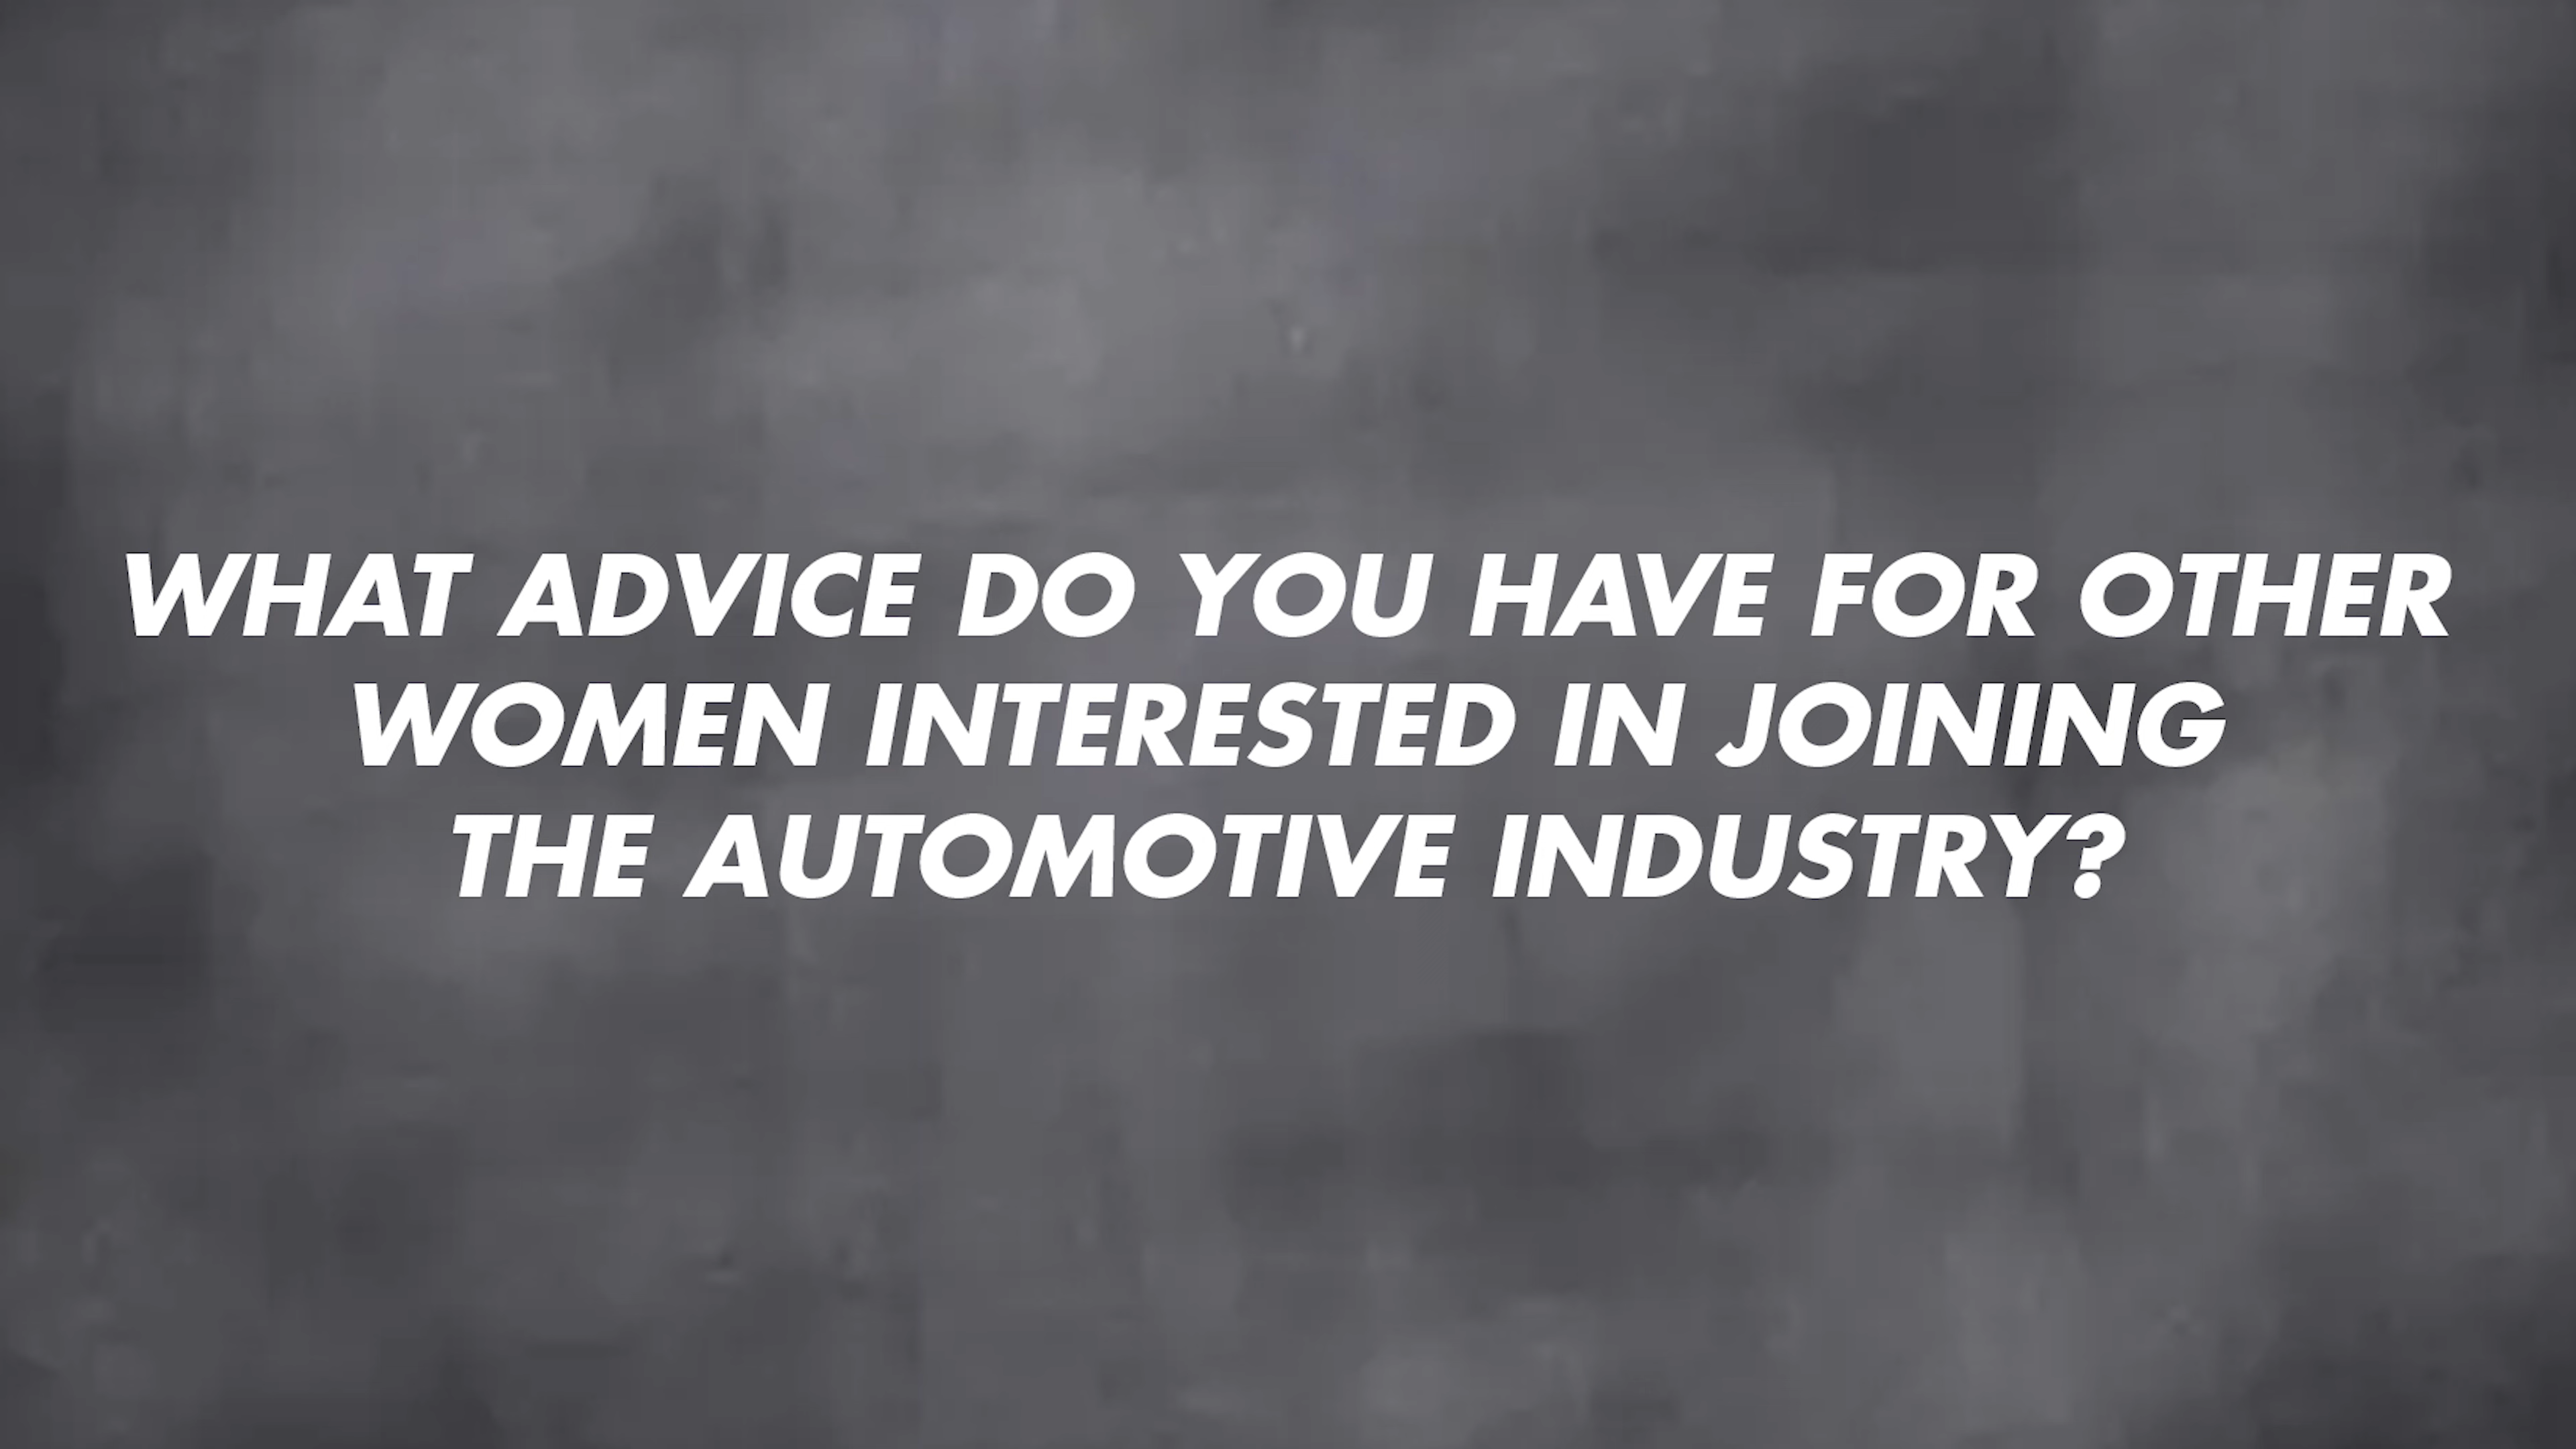 WHAT ADVICE DO YOU HAVE FOR OTHER
WOMEN INTERESTED IN JOINING
THE AUTOMOTIVE INDUSTRY?